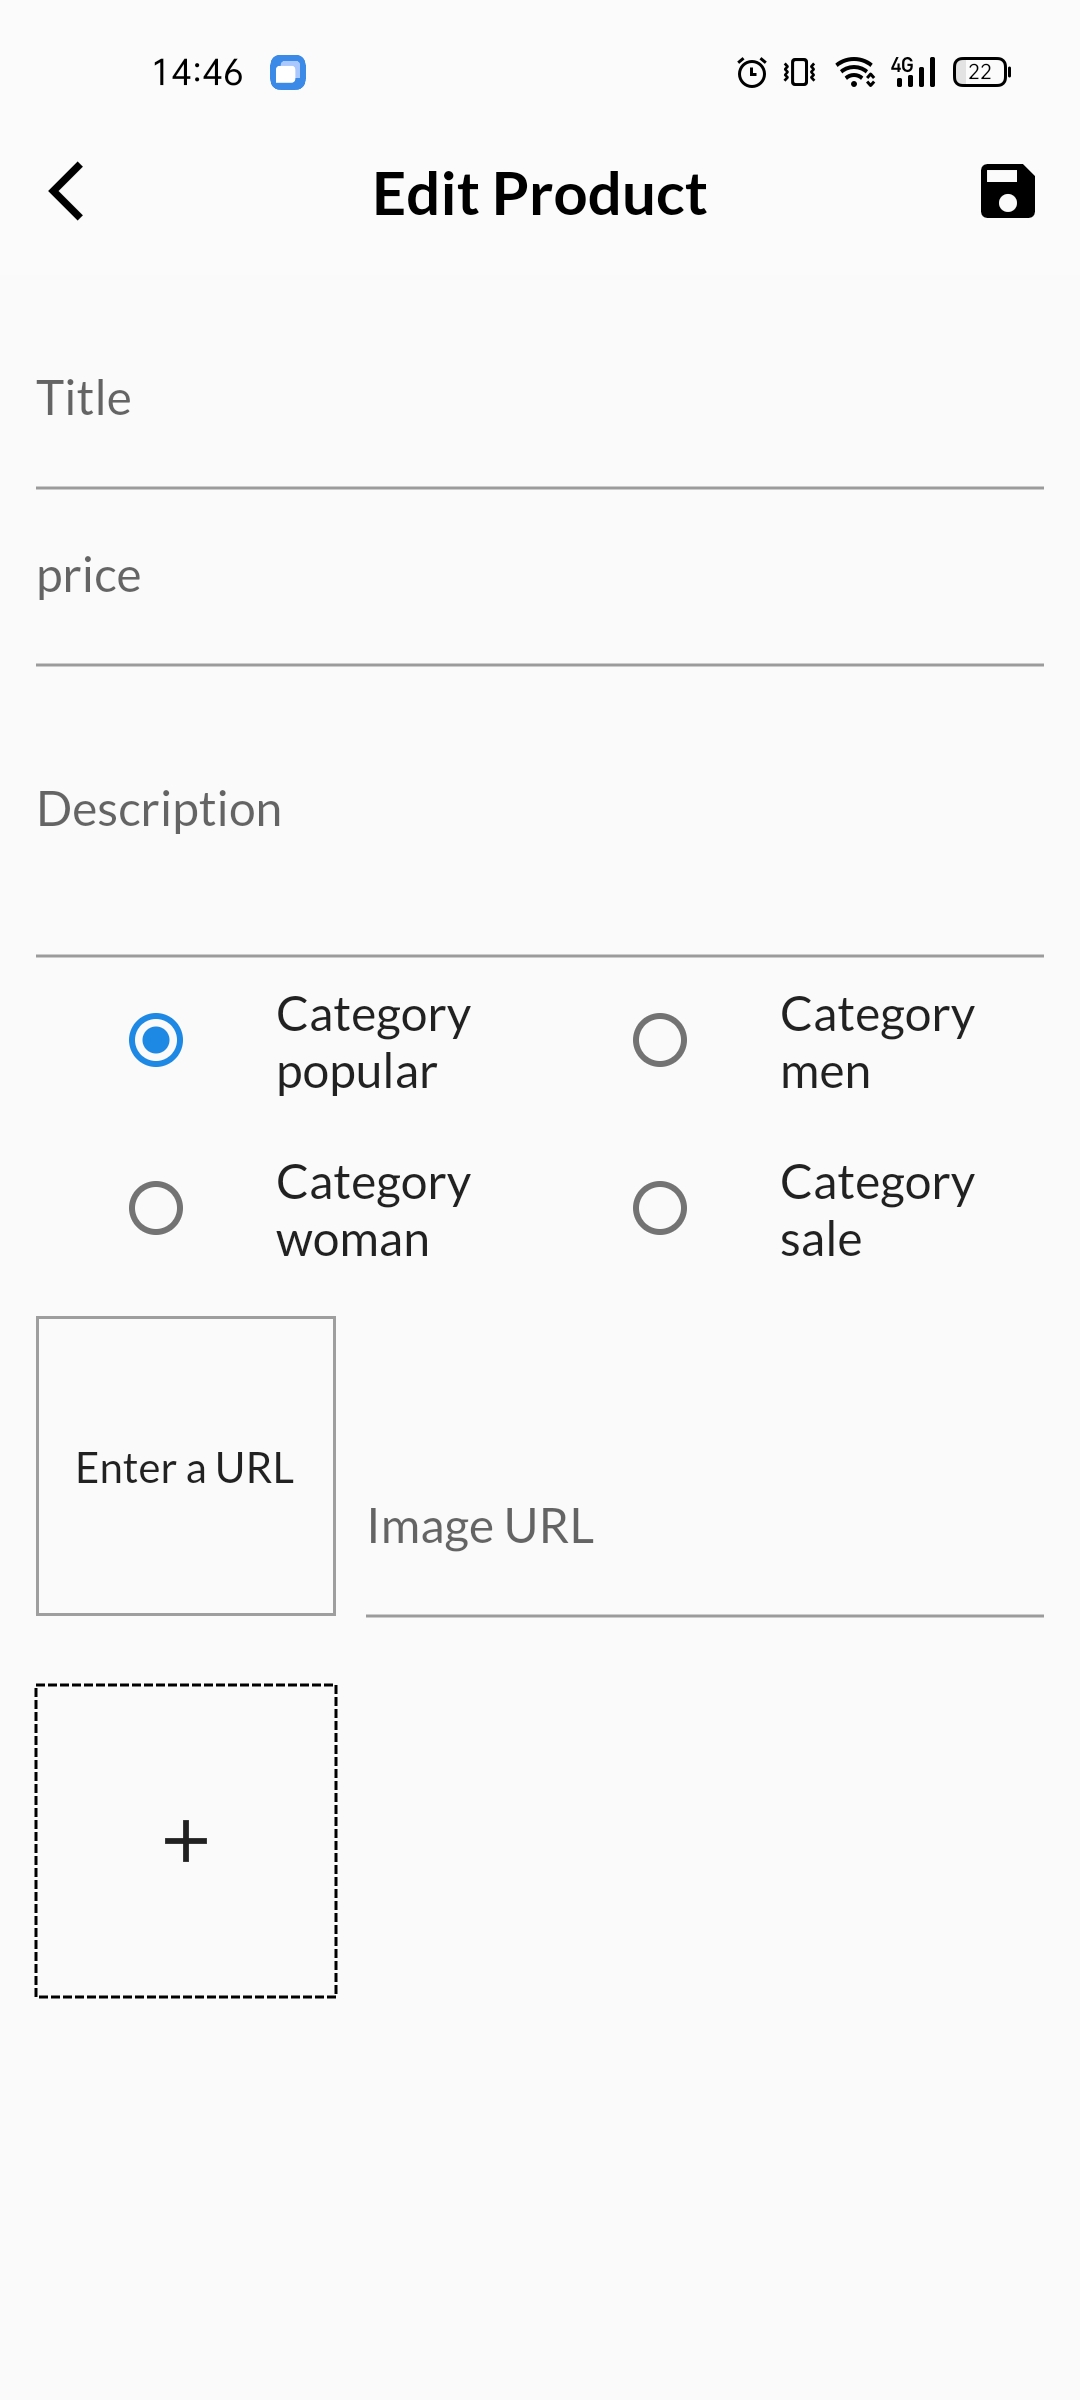 14:46
4G
22
Edit Product
Title
price
Description
Category
popular
Category
men
Category
woman
Category
sale
Enter a URL
Image URL